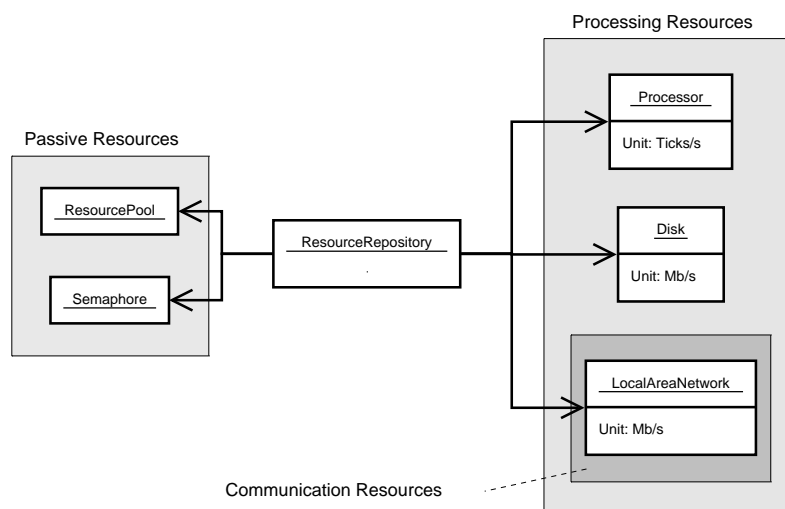 Processing Resources
Processor
Unit: Ticks/s
Passive Resources
ResourcePool
ResourceRepository
.
Disk
Unit: Mb/s
Semaphore
LocalAreaNetwork
Unit: Mb/s
Communication Resources